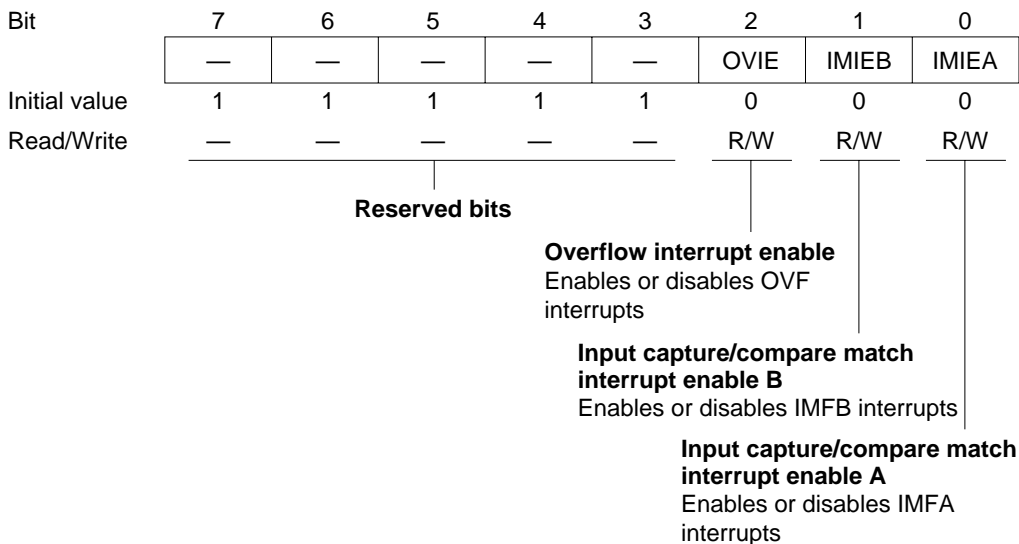 Bit 7 6 5 4 3 2 1 0
— — — — — OVIE IMIEB IMIEA
Initial value 1 1 1 1 1 0 0 0
Read/Write — — — — — R/W R/W R/W
Reserved bits
Overflow interrupt enable
Enables or disables OVF
interrupts
Input capture/compare match
interrupt enable B
Enables or disables IMFB interrupts
Input capture/compare match
interrupt enable A
Enables or disables IMFA
interrupts